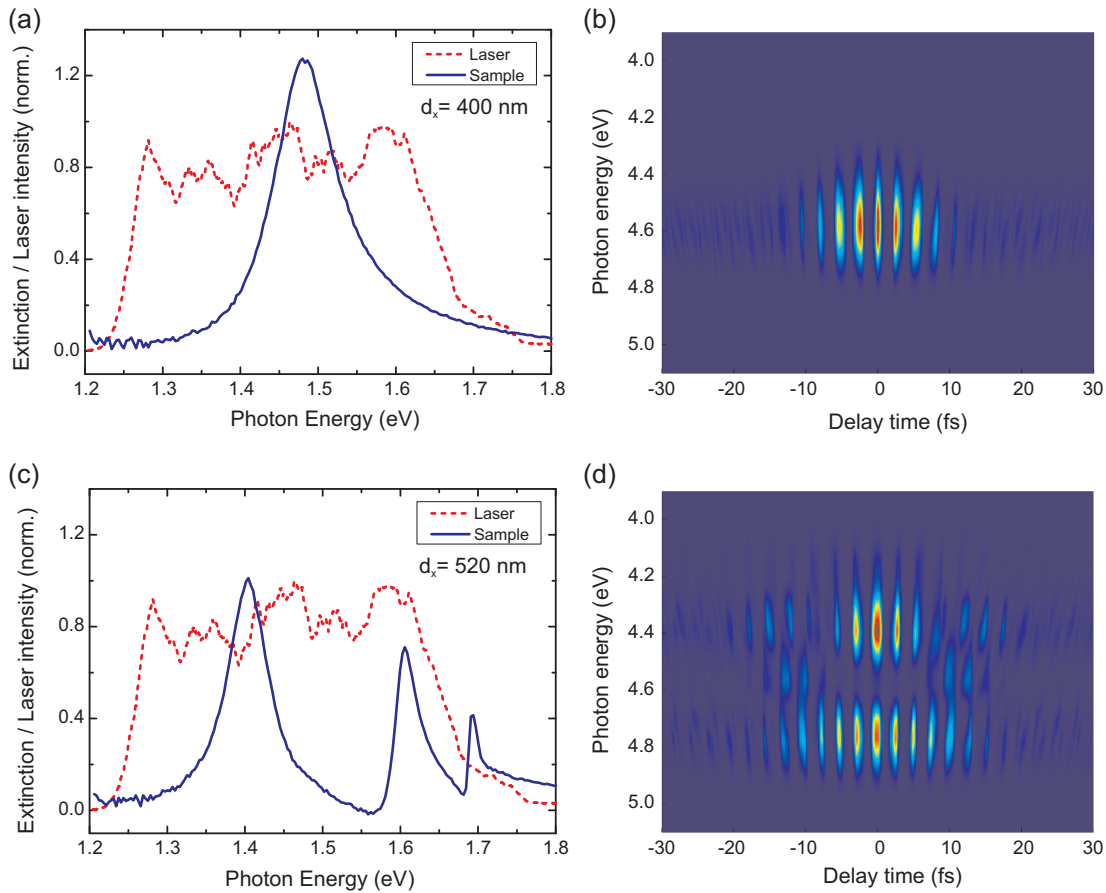 (a)
Extinction / Laser intensity (norm.)
1.2
0.8
0.4
0.0
Laser
Sample
dx= 400 nm
1.2 1.3 1.4 1.5 1.6 1.7 1.8
Photon Energy (eV)
(b)
Photon energy (eV)
4.0
4.2
4.4
4.6
4.8
5.0
-30 -20 -10 0 10 20 30
Delay time (fs)
(c)
Extinction / Laser intensity (norm.)
1.2
0.8
0.4
0.0
Laser
Sample
dx= 520 nm
1.2 1.3 1.4 1.5 1.6 1.7 1.8
Photon Energy (eV)
(d)
Photon energy (eV)
4.0
4.2
4.4
4.6
4.8
5.0
-30 -20 -10 0 10 20 30
Delay time (fs)